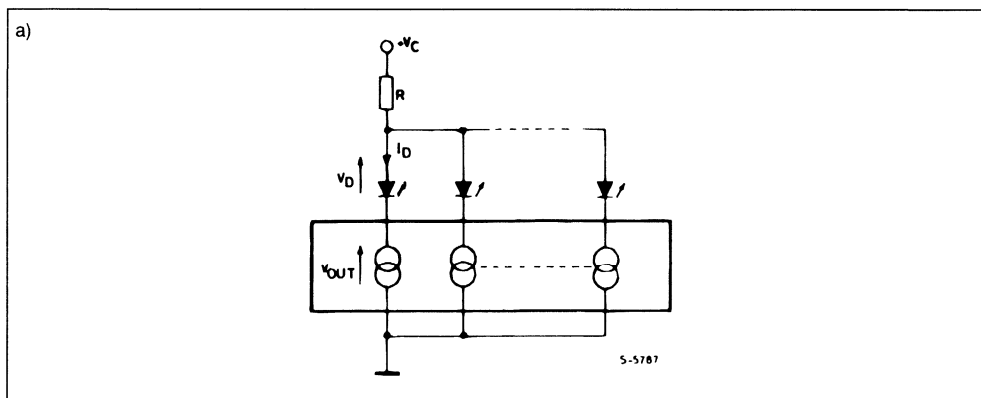 a)
+VC
R
ID
VD
VOUT
S-5787